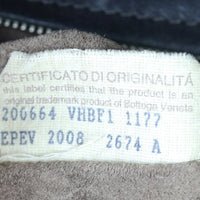 CERTIFICATO DI ORIGINALITÁ
this label certifies that the product is an
original trademark product of Bottega Veneta
200664 VHBF1 1177
EPEV 2008 2674 A